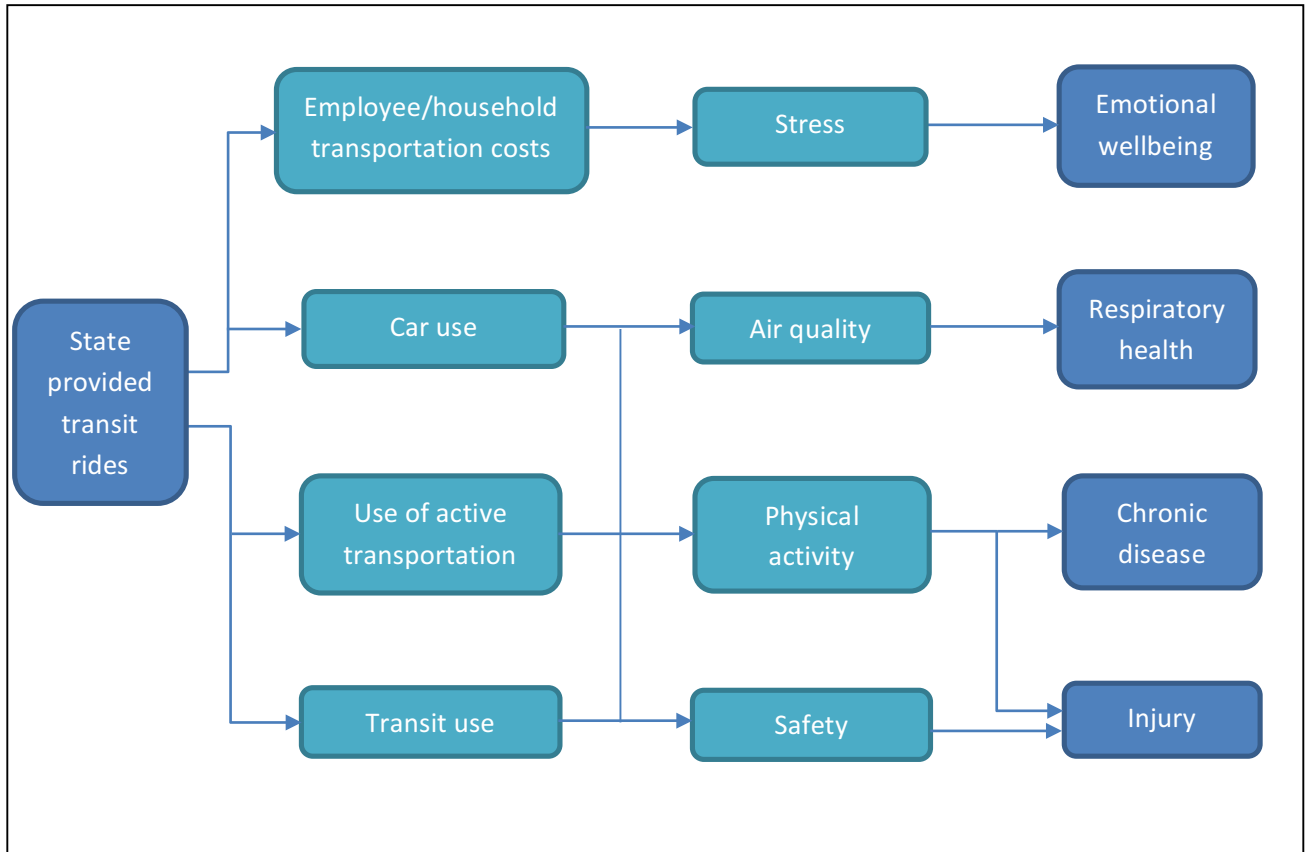 Employee/household
transportation costs
Stress
Emotional
wellbeing
State
provided
transit
rides
Car use
Air quality
Respiratory
health
Use of active
transportation
Physical
activity
Chronic
disease
Transit use
Safety
Injury